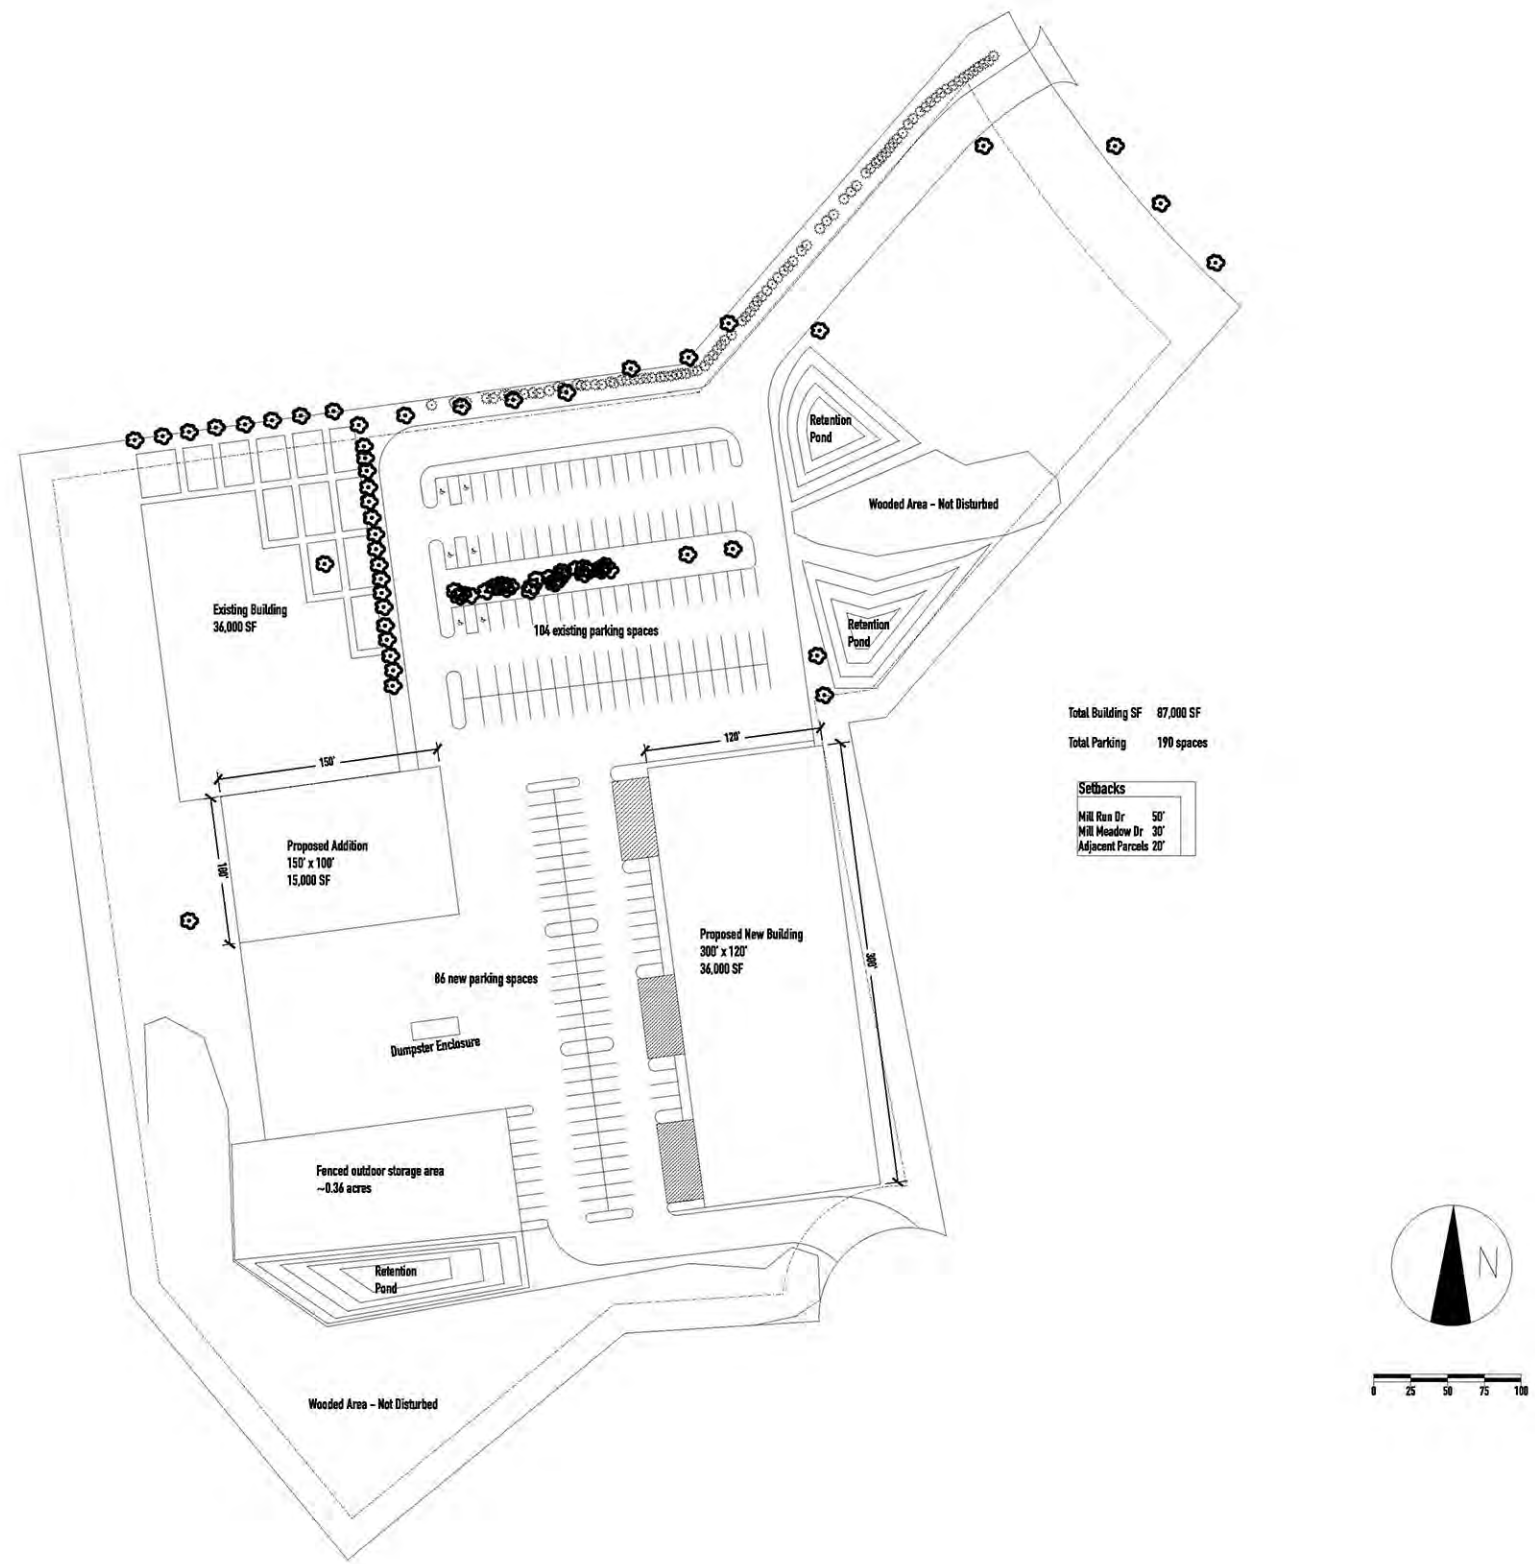 Retention
Pond
Wooded Area - Not Disturbed
Existing Building
36,000 SF
104 existing parking spaces
Retention
Pond
Total Building SF 87,000 SF
Total Parking 190 spaces
150'
120'
Setbacks
Mill Run Dr 50'
Mill Meadow Dr 30'
Adjacent Parcels 20'
Proposed Addition
150' x 100'
15,000 SF
100'
Proposed New Building
300' x 120'
36,000 SF
300'
86 new parking spaces
Dumpster Enclosure
Fenced outdoor storage area
~0.36 acres
Retention
Pond
N
0 25 50 75 100
Wooded Area - Not Disturbed